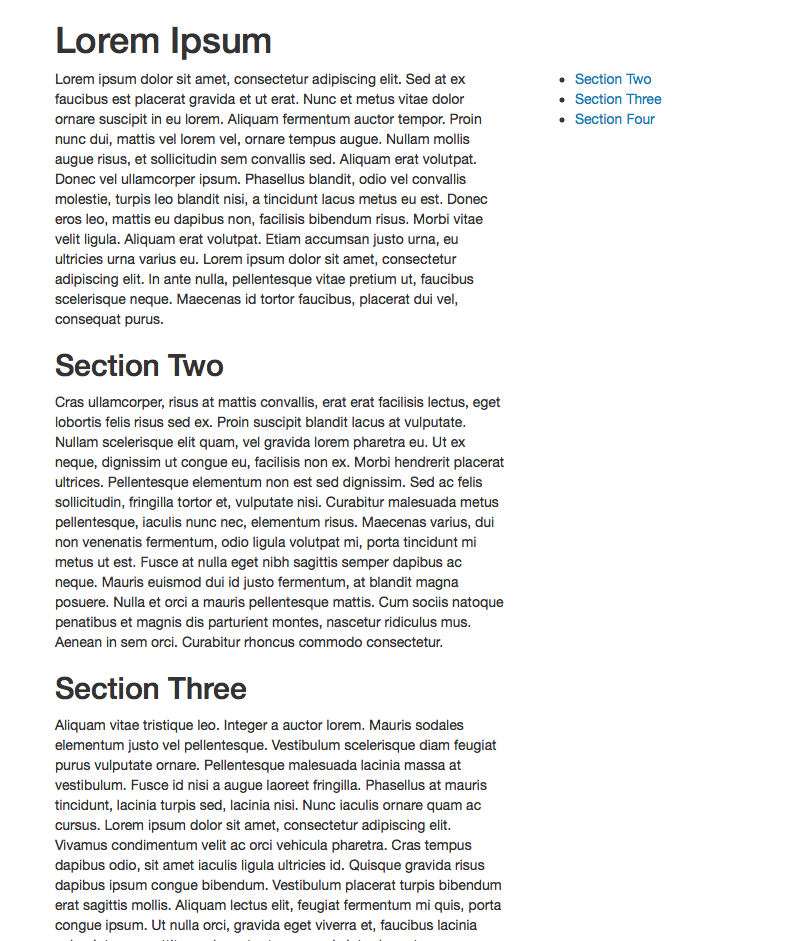 Lorem Ipsum
Lorem ipsum dolor sit amet, consectetur adipiscing elit. Sed at ex
faucibus est placerat gravida et ut erat. Nunc et metus vitae dolor
ornare suscipit in eu lorem. Aliquam fermentum auctor tempor. Proin
nunc dui, mattis vel lorem vel, ornare tempus augue. Nullam mollis
augue risus, et sollicitudin sem convallis sed. Aliquam erat volutpat.
Donec vel ullamcorper ipsum. Phasellus blandit, odio vel convallis
molestie, turpis leo blandit nisi, a tincidunt lacus metus eu est. Donec
eros leo, mattis eu dapibus non, facilisis bibendum risus. Morbi vitae
velit ligula. Aliquam erat volutpat. Etiam accumsan justo urna, eu
ultricies urna varius eu. Lorem ipsum dolor sit amet, consectetur
adipiscing elit. In ante nulla, pellentesque vitae pretium ut, faucibus
scelerisque neque. Maecenas id tortor faucibus, placerat dui vel,
consequat purus.
Section Two
Cras ullamcorper, risus at mattis convallis, erat erat facilisis lectus, eget
lobortis felis risus sed ex. Proin suscipit blandit lacus at vulputate.
Nullam scelerisque elit quam, vel gravida lorem pharetra eu. Ut ex
neque, dignissim ut congue eu, facilisis non ex. Morbi hendrerit placerat
ultrices. Pellentesque elementum non est sed dignissim. Sed ac felis
sollicitudin, fringilla tortor et, vulputate nisi. Curabitur malesuada metus
pellentesque, iaculis nunc nec, elementum risus. Maecenas varius, dui
non venenatis fermentum, odio ligula volutpat mi, porta tincidunt mi
metus ut est. Fusce at nulla eget nibh sagittis semper dapibus ac
neque. Mauris euismod dui id justo fermentum, at blandit magna
posuere. Nulla et orci a mauris pellentesque mattis. Cum sociis natoque
penatibus et magnis dis parturient montes, nascetur ridiculus mus.
Aenean in sem orci. Curabitur rhoncus commodo consectetur.
Section Three
Aliquam vitae tristique leo. Integer a auctor lorem. Mauris sodales
elementum justo vel pellentesque. Vestibulum scelerisque diam feugiat
purus vulputate ornare. Pellentesque malesuada lacinia massa at
vestibulum. Fusce id nisi a augue laoreet fringilla. Phasellus at mauris
tincidunt, lacinia turpis sed, lacinia nisi. Nunc iaculis ornare quam ac
cursus. Lorem ipsum dolor sit amet, consectetur adipiscing elit.
Vivamus condimentum velit ac orci vehicula pharetra. Cras tempus
dapibus odio, sit amet iaculis ligula ultricies id. Quisque gravida risus
dapibus ipsum congue bibendum. Vestibulum placerat turpis bibendum
erat sagittis mollis. Aliquam lectus elit, feugiat fermentum mi quis, porta
congue ipsum. Ut nulla orci, gravida eget viverra et, faucibus lacinia
• Section Two
• Section Three
• Section Four